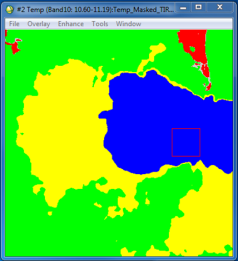 #2 Temp (Band10: 10.60-11.19):Temp_Masked_TIR...
File Overlay Enhance Tools Window